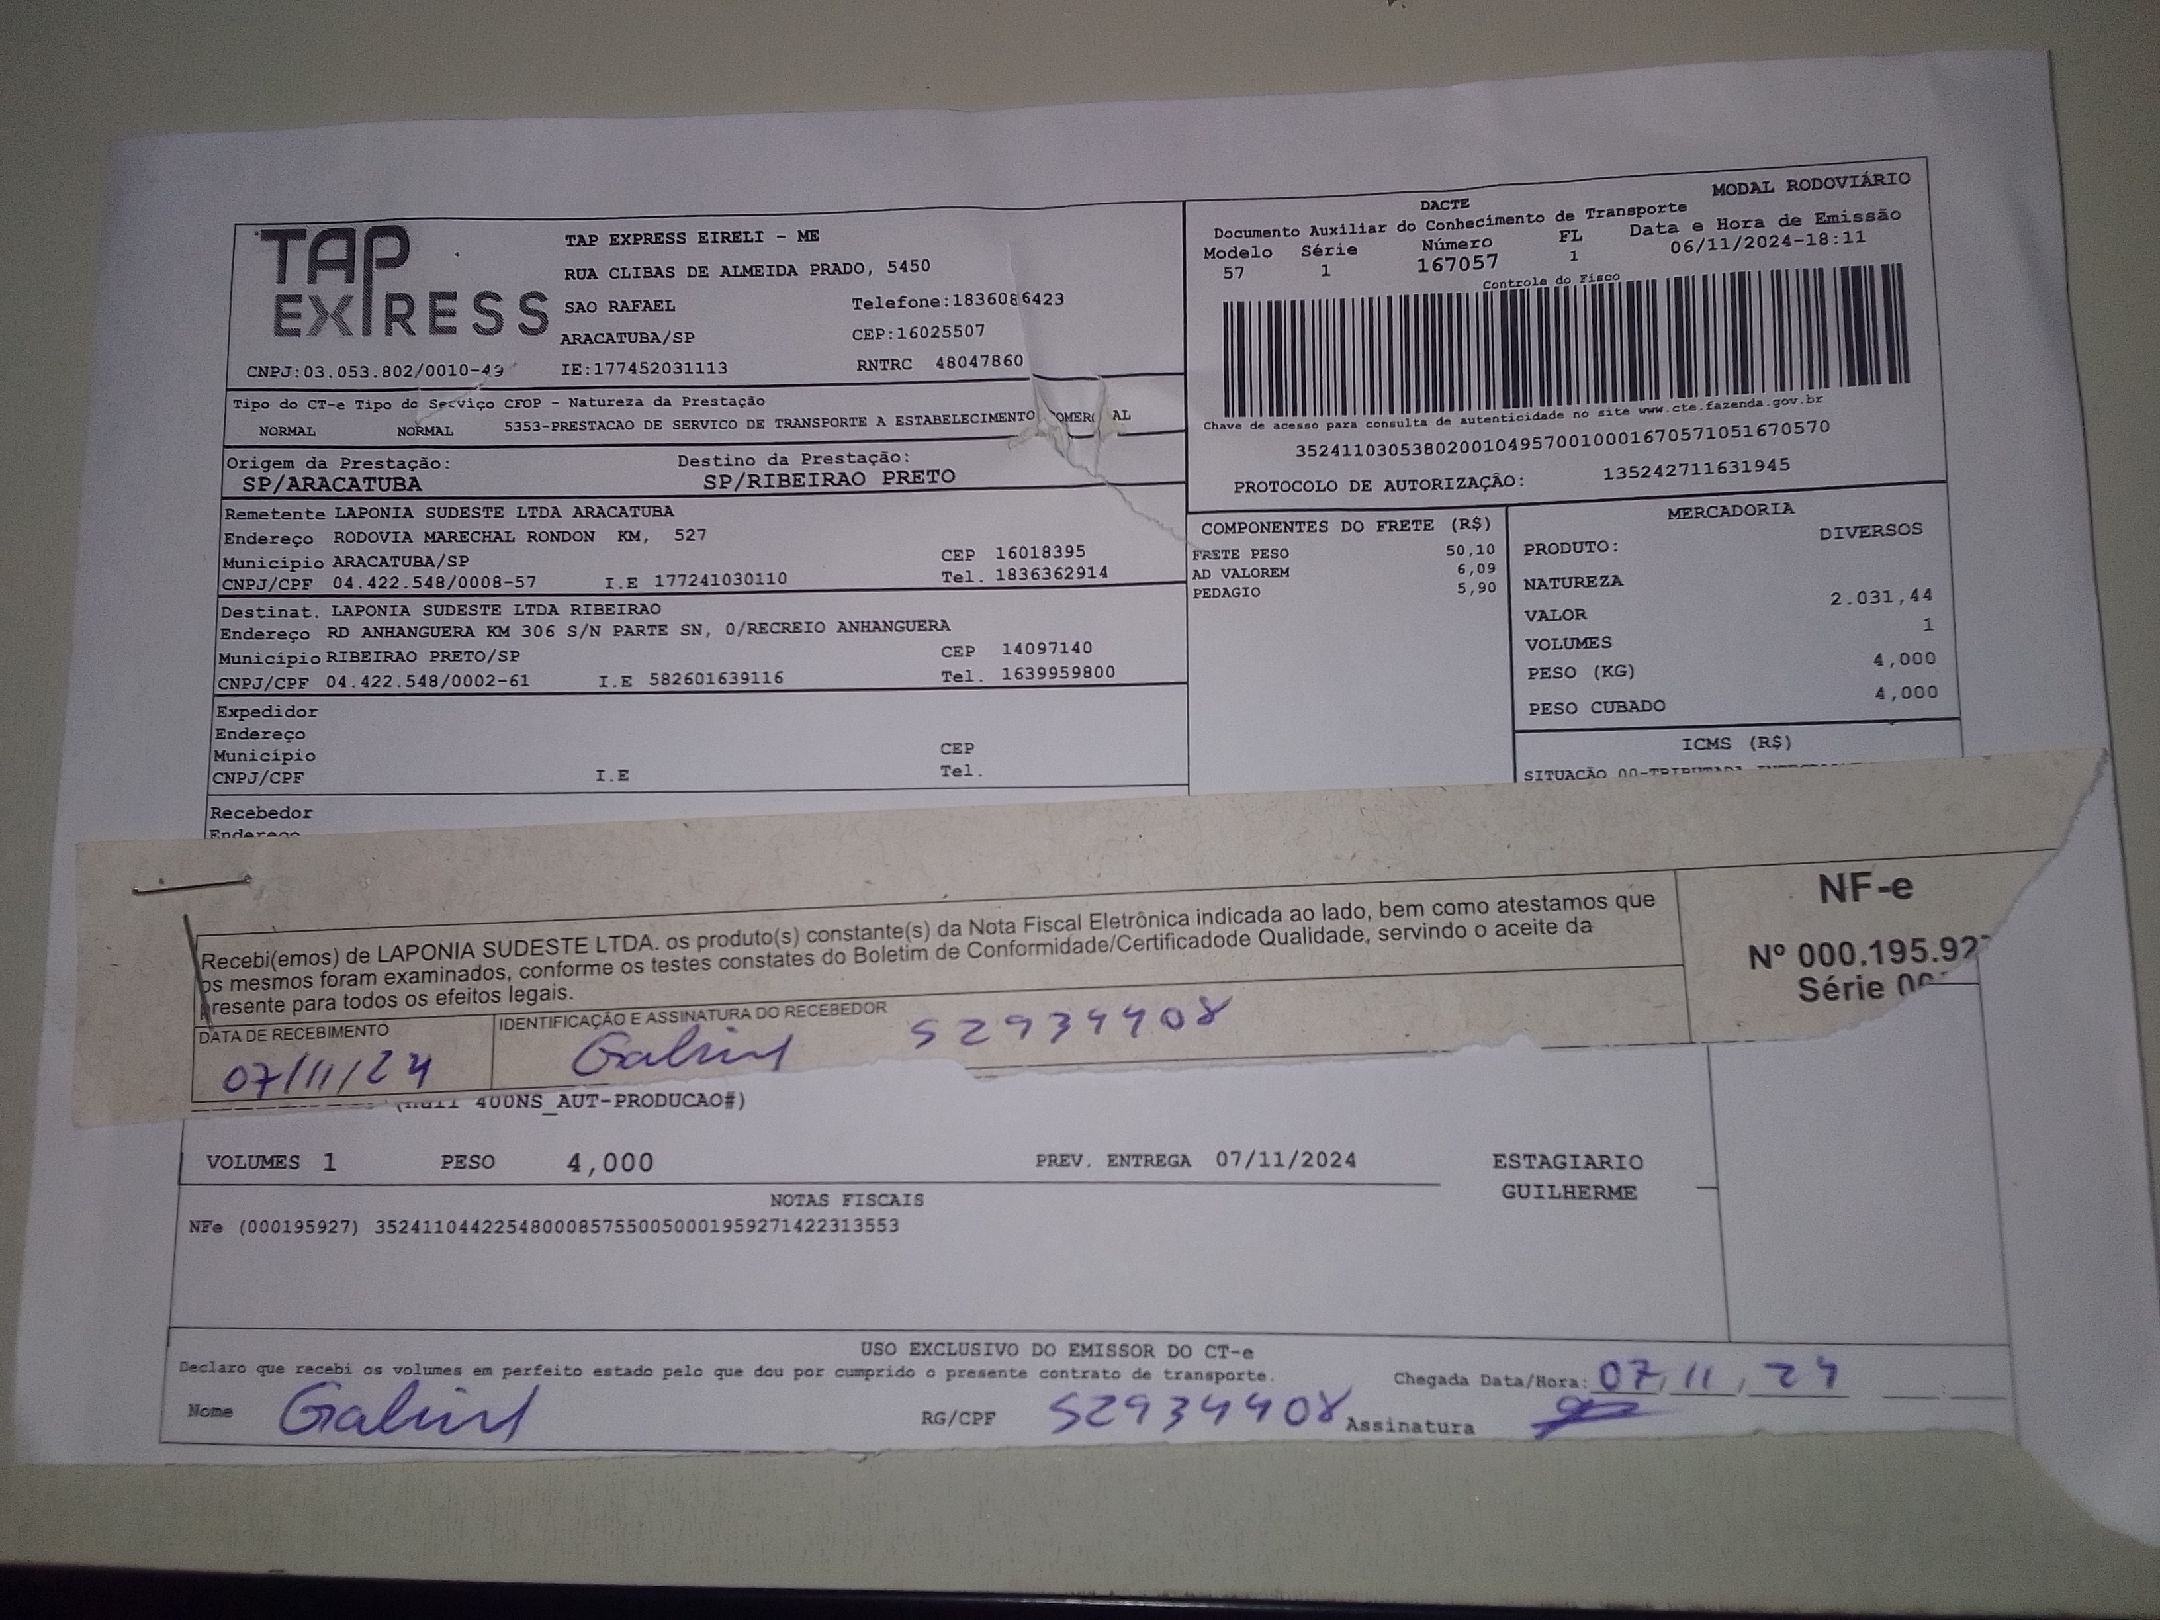 TAP EXPRESS
TAP EXPRESS EIRELI - ME
RUA CLIBAS DE ALMEIDA PRADO, 5450
SAO RAFAEL Telefone:1836086423
ARACATUBA/SP CEP:16025507
CNPJ:03.053.802/0010-49 IE:177452031113 RNTRC 48047860
DACTE MODAL RODOVIÁRIO
Documento Auxiliar do Conhecimento de Transporte
Modelo Série Número FL Data e Hora de Emissão
57 1 167057 1 06/11/2024-18:11
Controle do Fisco
Chave de acesso para consulta de autenticidade no site www.cte.fazenda.gov.br
35241103053802001049570010001670571051670570
PROTOCOLO DE AUTORIZAÇÃO: 135242711631945
Tipo do CT-e Tipo do Serviço CFOP - Natureza da Prestação
NORMAL NORMAL 5353-PRESTACAO DE SERVICO DE TRANSPORTE A ESTABELECIMENTO
Origem da Prestação: Destino da Prestação:
SP/ARACATUBA SP/RIBEIRAO PRETO
Remetente LAPONIA SUDESTE LTDA ARACATUBA
Endereço RODOVIA MARECHAL RONDON KM, 527
Município ARACATUBA/SP CEP 16018395
CNPJ/CPF 04.422.548/0008-57 I.E 177241030110 Tel. 1836362914
Destinat. LAPONIA SUDESTE LTDA RIBEIRAO
Endereço RD ANHANGUERA KM 306 S/N PARTE SN, 0/RECREIO ANHANGUERA
Município RIBEIRAO PRETO/SP CEP 14097140
CNPJ/CPF 04.422.548/0002-61 I.E 582601639116 Tel. 1639959800
Expedidor
Endereço
Município CEP
CNPJ/CPF I.E Tel.
Recebedor
Endereço
COMPONENTES DO FRETE (R$)
FRETE PESO 50,10
AD VALOREM 6,09
PEDAGIO 5,90
MERCADORIA
PRODUTO: DIVERSOS
NATUREZA
VALOR 2.031,44
VOLUMES 1
PESO (KG) 4,000
PESO CUBADO 4,000
ICMS (R$)
SITUAÇÃO
Recebi(emos) de LAPONIA SUDESTE LTDA. os produto(s) constante(s) da Nota Fiscal Eletrônica indicada ao lado, bem como atestamos que
os mesmos foram examinados, conforme os testes constates do Boletim de Conformidade/Certificadode Qualidade, servindo o aceite da
presente para todos os efeitos legais.
DATA DE RECEBIMENTO IDENTIFICAÇÃO E ASSINATURA DO RECEBEDOR
07/11/24 Gabriel 52934408
NF-e
Nº 000.195.92
Série
400NS_AUT-PRODUCAO#)
VOLUMES 1 PESO 4,000 PREV. ENTREGA 07/11/2024 ESTAGIARIO
GUILHERME
NOTAS FISCAIS
NFe (000195927) 35241104422548000857550050001959271422313553
USO EXCLUSIVO DO EMISSOR DO CT-e
Declaro que recebi os volumes em perfeito estado pelo que dou por cumprido o presente contrato de transporte. Chegada Data/Hora: 07/11/24
Nome Gabriel RG/CPF 52934408 Assinatura